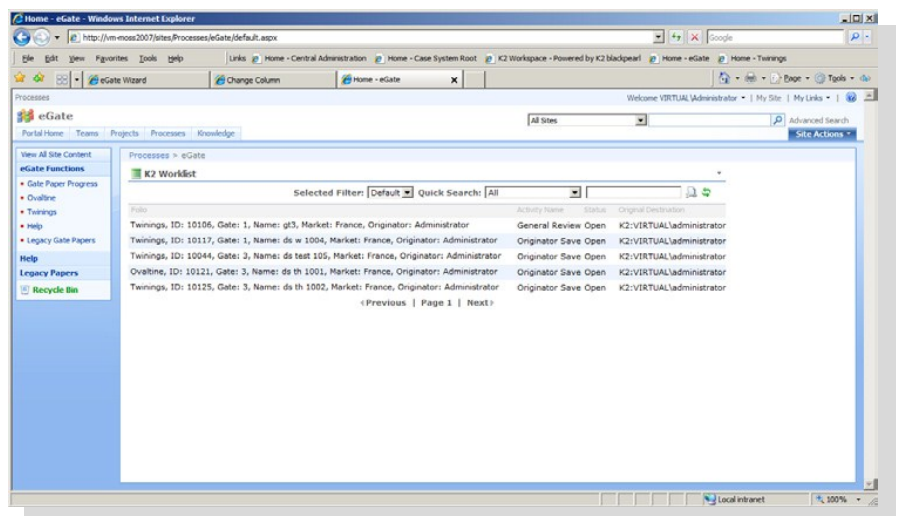 Home - eGate - Windows Internet Explorer
http://vm-moss2007/sites/Processes/eGate/default.aspx
Google
File Edit View Favorites Tools Help
Links Home - Central Administration Home - Case System Root K2 Workspace - Powered by K2 blackpearl Home - eGate Home - Twinings
eGate Wizard Change Column Home - eGate X Page Tools
Processes Welcome VIRTUAL\Administrator | My Site | My Links |
eGate All Sites Advanced Search
Portal Home Teams Projects Processes Knowledge Site Actions
View All Site Content
eGate Functions
Gate Paper Progress
Ovaltine
Twinings
Help
Legacy Gate Papers
Help
Legacy Papers
Recycle Bin
Processes > eGate
K2 Worklist
Selected Filter: Default Quick Search: All
Folio Activity Name Status Original Destination
Twinings, ID: 10106, Gate: 1, Name: gt3, Market: France, Originator: Administrator General Review Open K2:VIRTUAL\administrator
Twinings, ID: 10117, Gate: 1, Name: ds w 1004, Market: France, Originator: Administrator Originator Save Open K2:VIRTUAL\administrator
Twinings, ID: 10044, Gate: 3, Name: ds test 105, Market: France, Originator: Administrator Originator Save Open K2:VIRTUAL\administrator
Ovaltine, ID: 10121, Gate: 3, Name: ds th 1001, Market: France, Originator: Administrator Originator Save Open K2:VIRTUAL\administrator
Twinings, ID: 10125, Gate: 3, Name: ds th 1002, Market: France, Originator: Administrator Originator Save Open K2:VIRTUAL\administrator
Previous | Page 1 | Next
Local intranet 100%